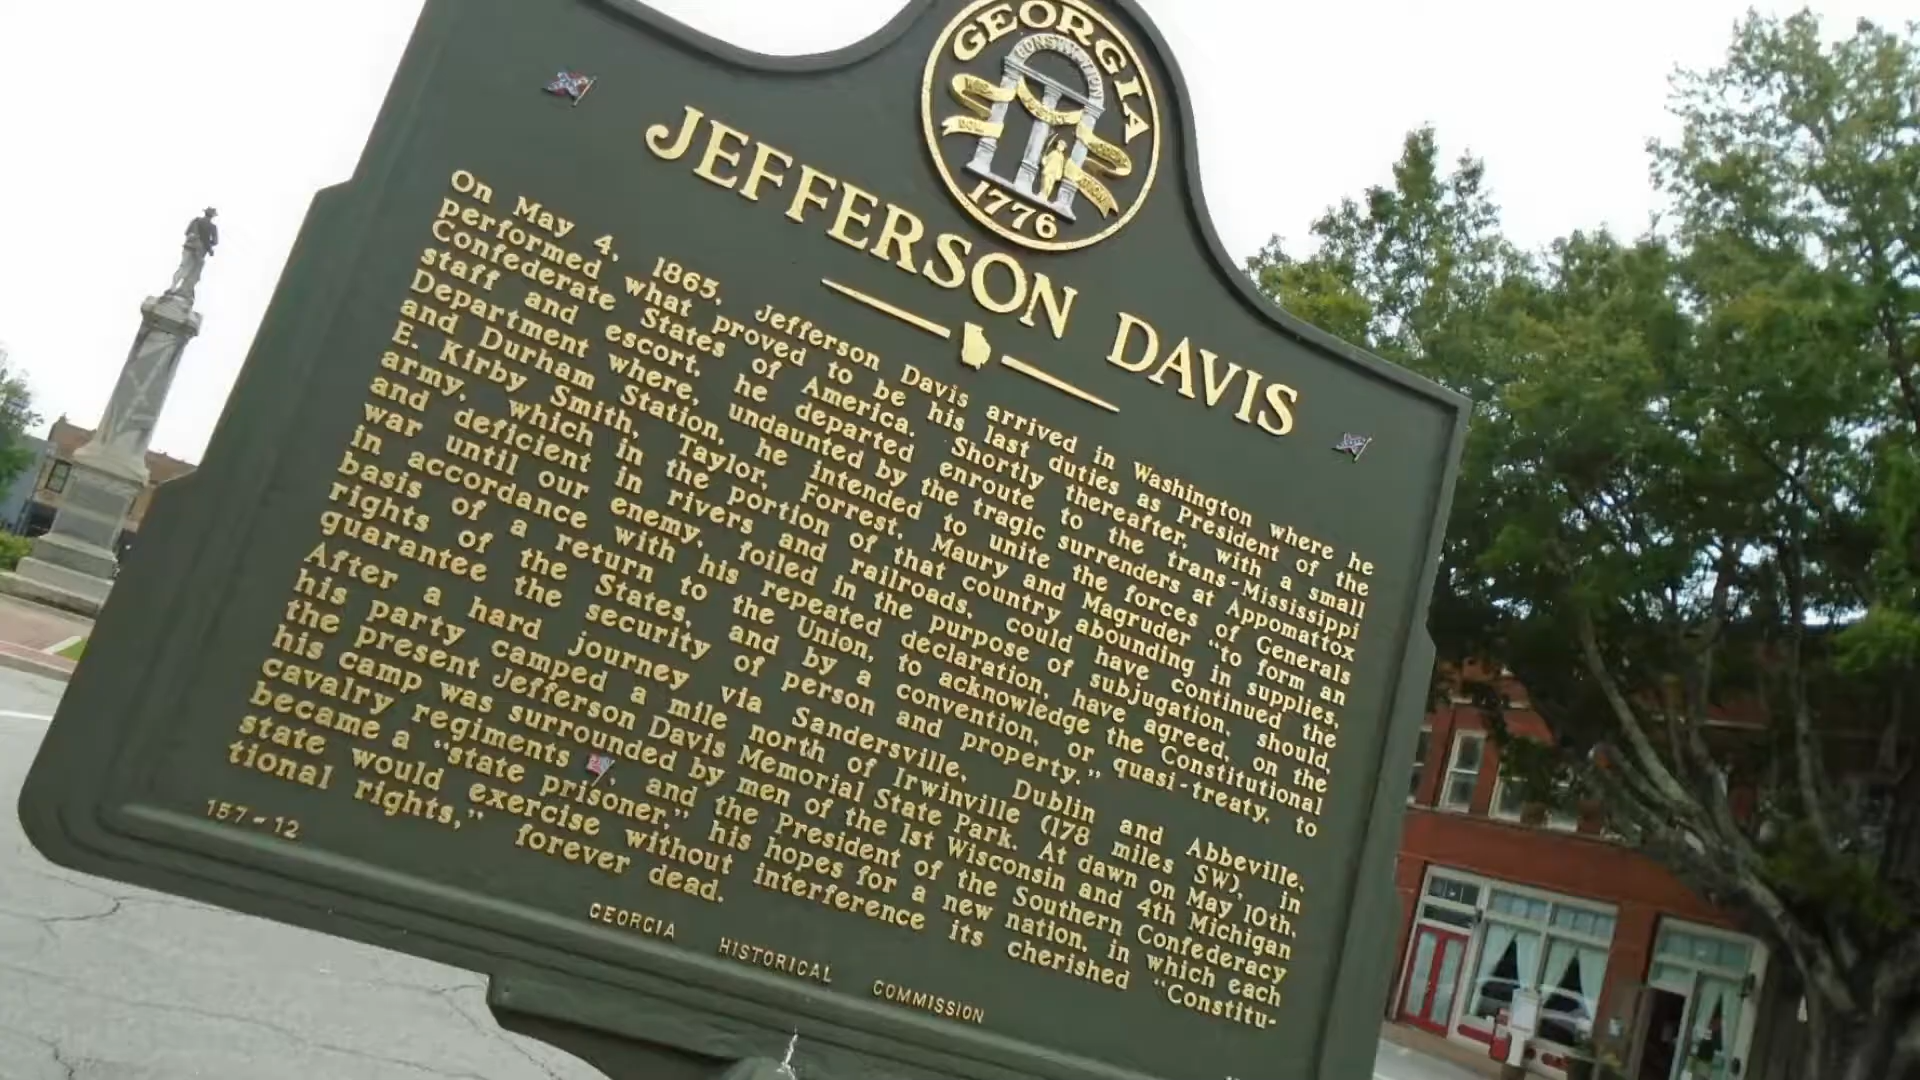 GEORGIA
CONSTITUTION
WISDOM
JUSTICE
MODERATION
1776
JEFFERSON DAVIS
On May 4, 1865, Jefferson Davis arrived in Washington where he
performed what proved to be his last duties as President of the
Confederate States of America. Shortly thereafter, with a small
staff and escort, he departed enroute to the trans-Mississippi
Department where, undaunted by the tragic surrenders at Appomattox
and Durham Station, he intended to unite the forces of Generals
E. Kirby Smith, Taylor, Forrest, Maury and Magruder "to form an
army, which in the portion of that country abounding in supplies,
and deficient in rivers and railroads, could have continued the
war until our enemy, foiled in the purpose of subjugation, should,
in accordance with his repeated declaration, have agreed, on the
basis of a return to the Union, to acknowledge the Constitutional
rights of the States, and by a convention, or quasi-treaty, to
guarantee the security of person and property."
After a hard journey via Sandersville, Dublin and Abbeville,
his party camped a mile north of Irwinville (178 miles SW), in
the present Jefferson Davis Memorial State Park. At dawn on May 10th,
his camp was surrounded by men of the 1st Wisconsin and 4th Michigan
cavalry regiments, and the President of the Southern Confederacy
became a "state prisoner," his hopes for a new nation, in which each
state would exercise without interference its cherished "Constitu-
tional rights," forever dead.
157-12
GEORGIA HISTORICAL COMMISSION